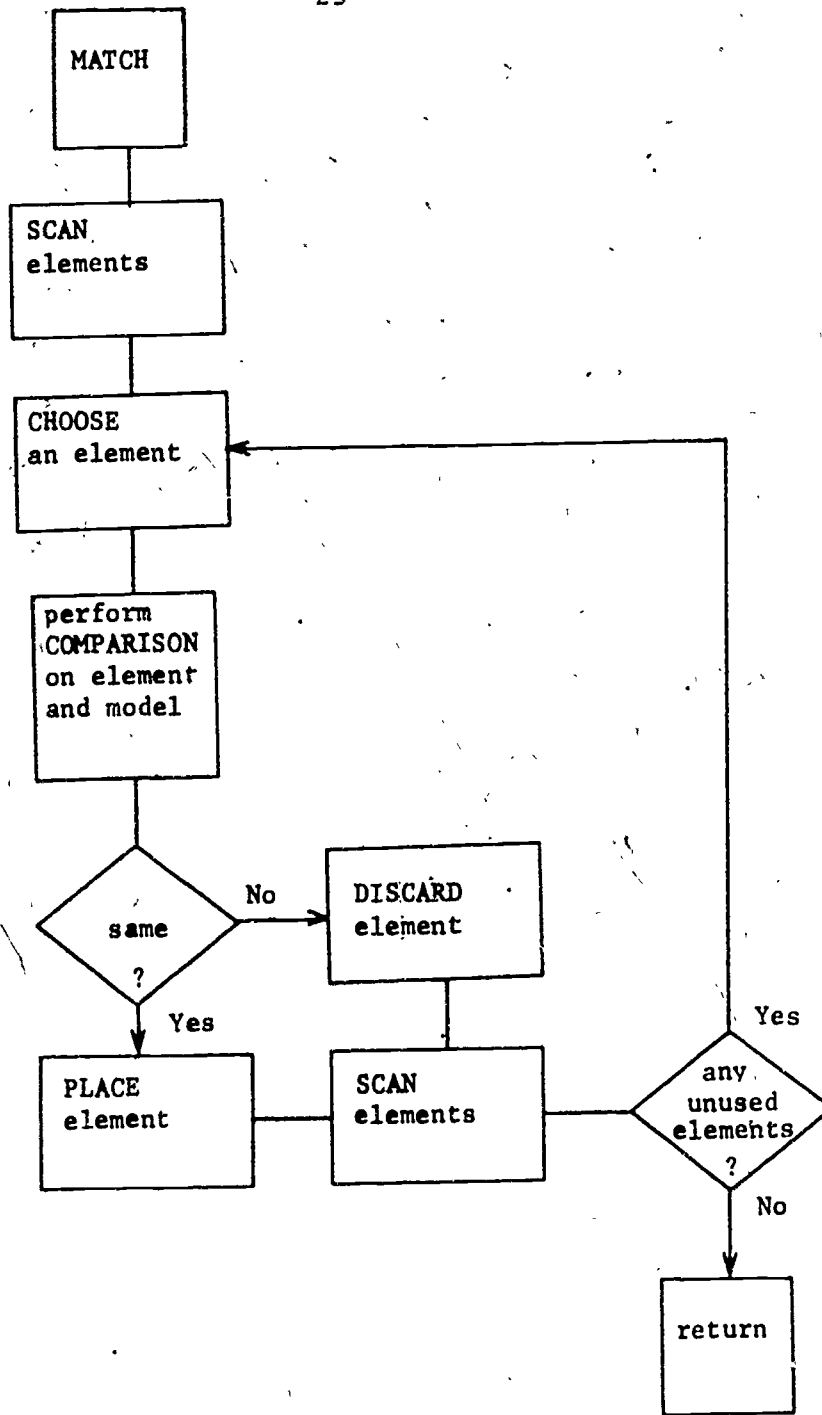 MATCH
SCAN
elements
CHOOSE
an element
perform
COMPARISON
on element
and model
same
?
No
DISCARD
element
Yes
PLACE
element
SCAN
elements
any
unused
elements
?
Yes
No
return